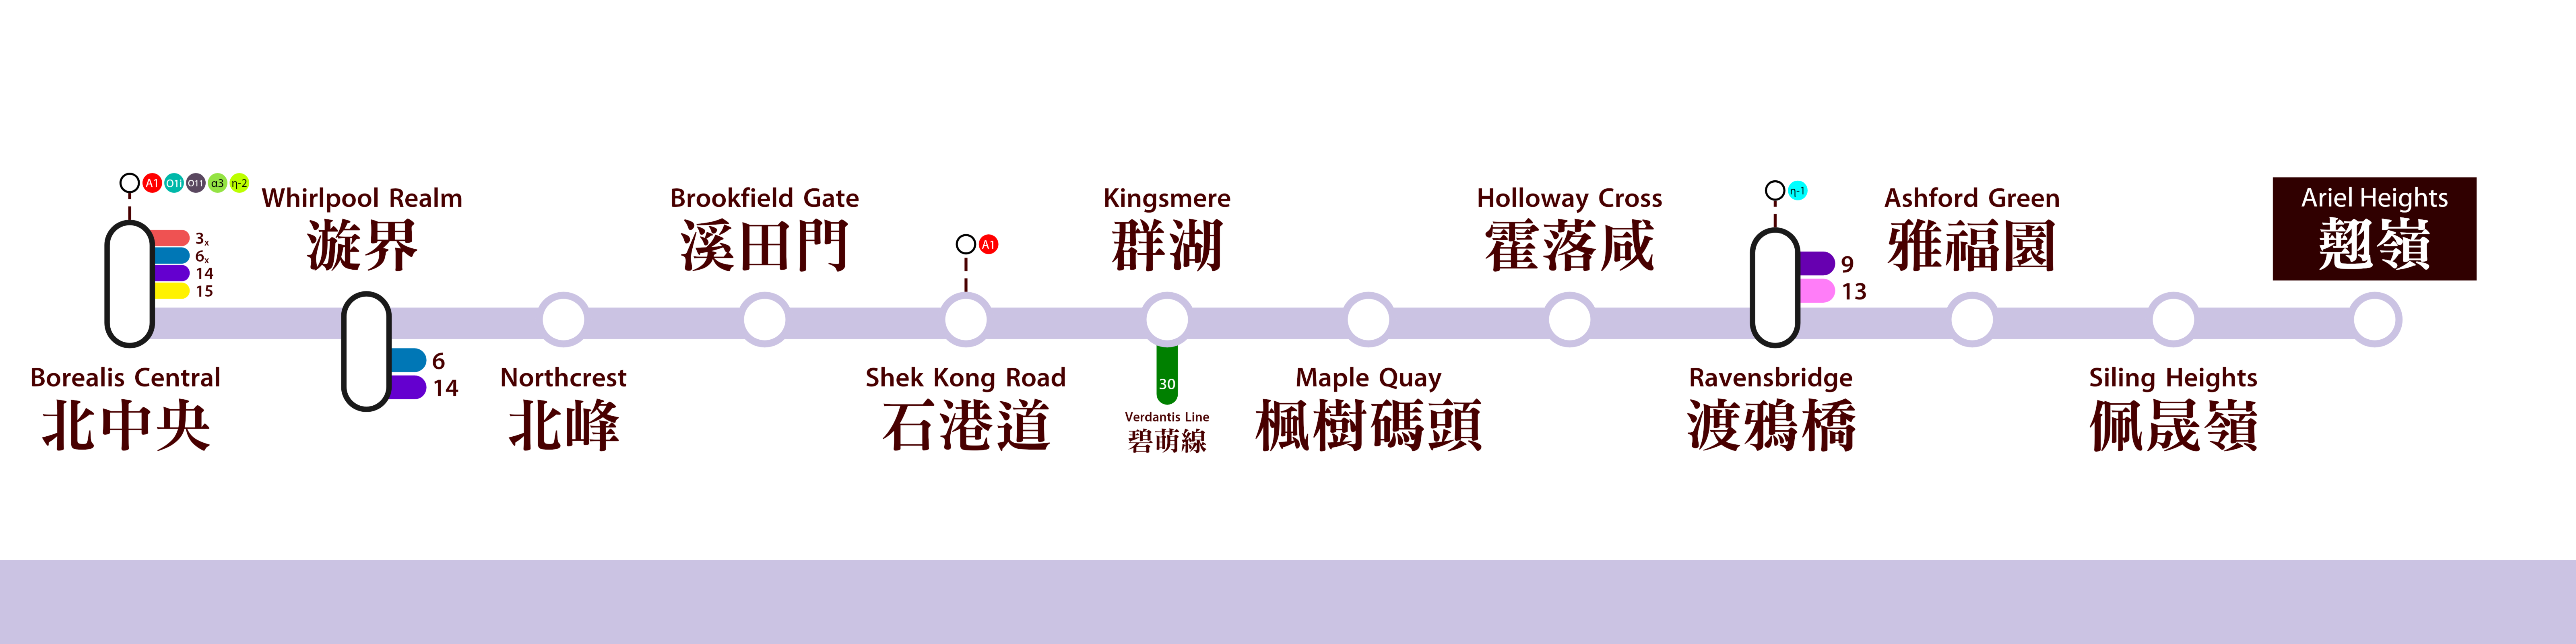 A1 O1i O11 α3 η-2
3x
6x
14
15
Borealis Central
北中央
Whirlpool Realm
漩界
6
14
Northcrest
北峰
Brookfield Gate
溪田門
A1
Shek Kong Road
石港道
Kingsmere
群湖
30
Verdantis Line
碧萌線
Maple Quay
楓樹碼頭
Holloway Cross
霍落咸
η-1
9
13
Ravensbridge
渡鴉橋
Ashford Green
雅福園
Siling Heights
佩晟嶺
Ariel Heights
翹嶺